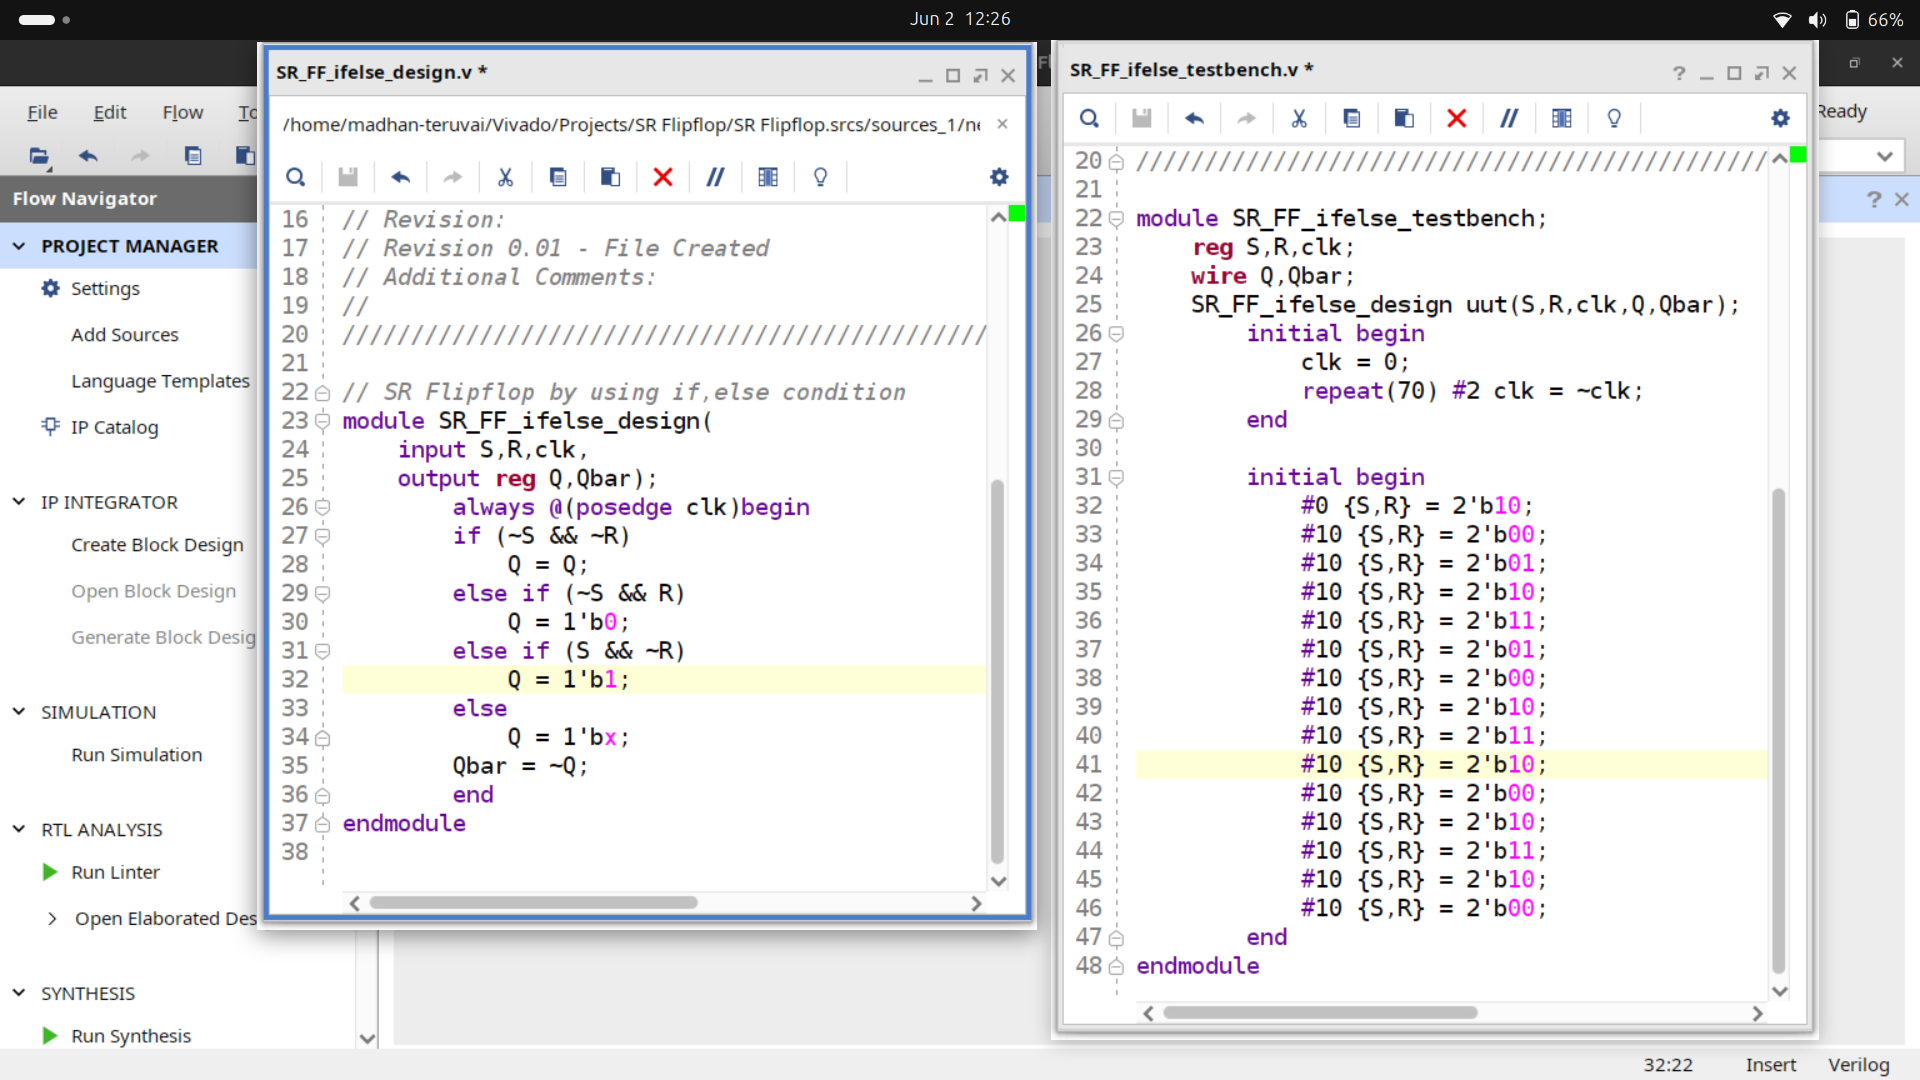 Jun 2 12:26
66%
File Edit Flow To
Ready
Flow Navigator
PROJECT MANAGER
Settings
Add Sources
Language Templates
IP Catalog
IP INTEGRATOR
Create Block Design
Open Block Design
Generate Block Desig
SIMULATION
Run Simulation
RTL ANALYSIS
Run Linter
Open Elaborated Des
SYNTHESIS
Run Synthesis
SR_FF_ifelse_design.v *
/home/madhan-teruvai/Vivado/Projects/SR Flipflop/SR Flipflop.srcs/sources_1/ne
16 // Revision:
17 // Revision 0.01 - File Created
18 // Additional Comments:
19 //
20 ///////////////////////////////////////////////
21
22 // SR Flipflop by using if,else condition
23 module SR_FF_ifelse_design(
24 input S,R,clk,
25 output reg Q,Qbar);
26 always @(posedge clk)begin
27 if (~S && ~R)
28 Q = Q;
29 else if (~S && R)
30 Q = 1'b0;
31 else if (S && ~R)
32 Q = 1'b1;
33 else
34 Q = 1'bx;
35 Qbar = ~Q;
36 end
37 endmodule
38
SR_FF_ifelse_testbench.v *
20 //////////////////////////////////////////////
21
22 module SR_FF_ifelse_testbench;
23 reg S,R,clk;
24 wire Q,Qbar;
25 SR_FF_ifelse_design uut(S,R,clk,Q,Qbar);
26 initial begin
27 clk = 0;
28 repeat(70) #2 clk = ~clk;
29 end
30
31 initial begin
32 #0 {S,R} = 2'b10;
33 #10 {S,R} = 2'b00;
34 #10 {S,R} = 2'b01;
35 #10 {S,R} = 2'b10;
36 #10 {S,R} = 2'b11;
37 #10 {S,R} = 2'b01;
38 #10 {S,R} = 2'b00;
39 #10 {S,R} = 2'b10;
40 #10 {S,R} = 2'b11;
41 #10 {S,R} = 2'b10;
42 #10 {S,R} = 2'b00;
43 #10 {S,R} = 2'b10;
44 #10 {S,R} = 2'b11;
45 #10 {S,R} = 2'b10;
46 #10 {S,R} = 2'b00;
47 end
48 endmodule
32:22 Insert Verilog